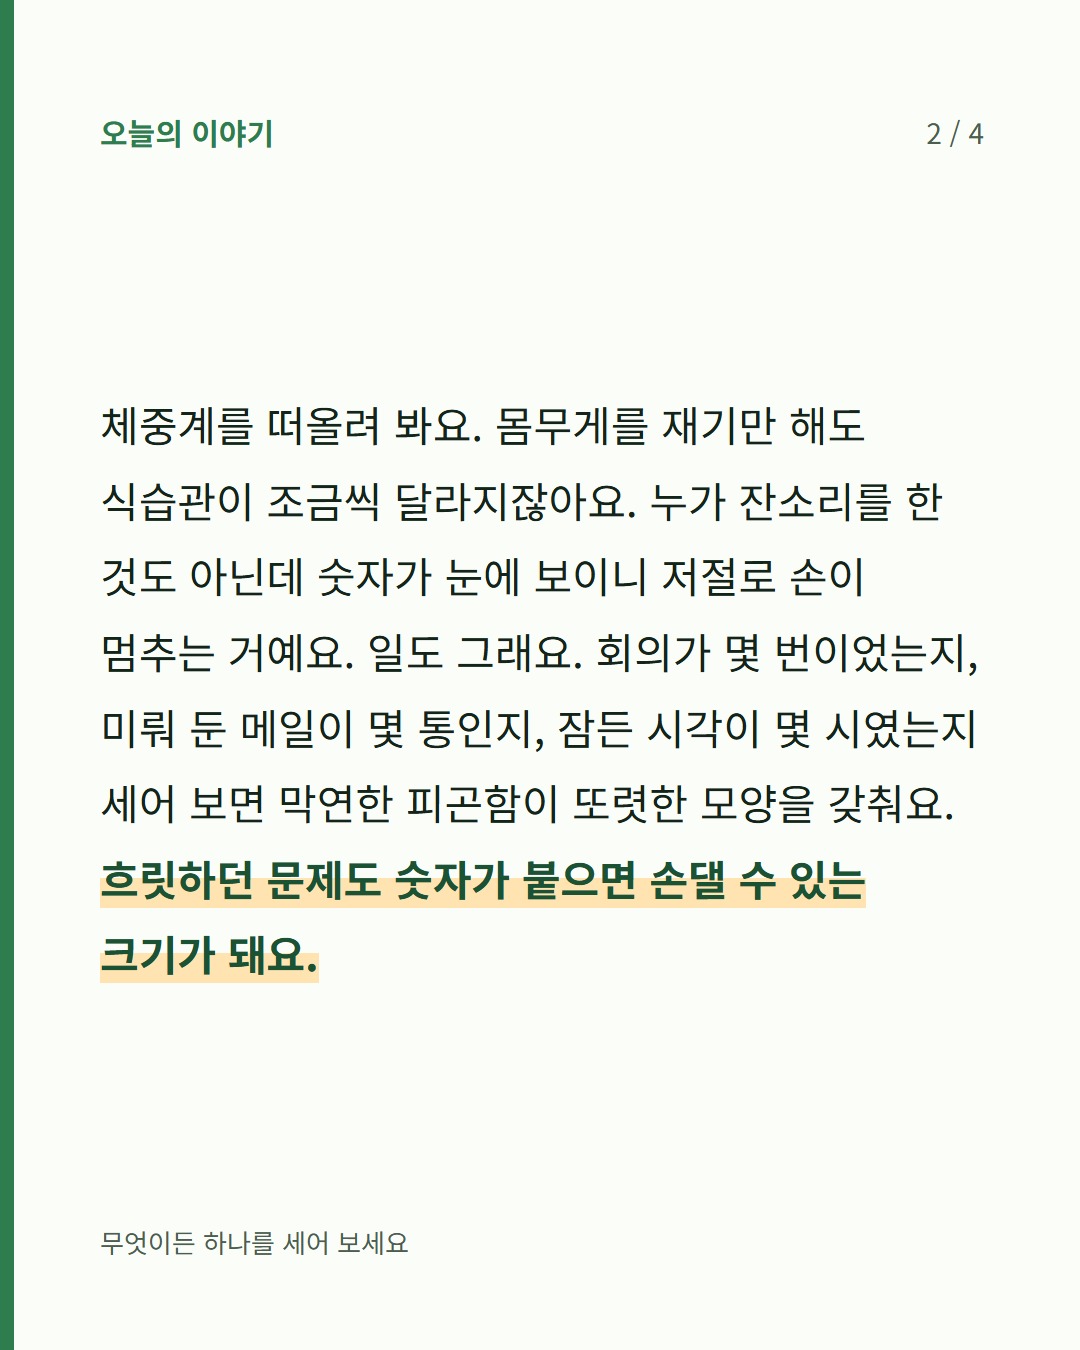 오늘의 이야기
2 / 4
체중계를 떠올려 봐요. 몸무게를 재기만 해도
식습관이 조금씩 달라지잖아요. 누가 잔소리를 한
것도 아닌데 숫자가 눈에 보이니 저절로 손이
멈추는 거예요. 일도 그래요. 회의가 몇 번이었는지,
미뤄 둔 메일이 몇 통인지, 잠든 시각이 몇 시였는지
세어 보면 막연한 피곤함이 또렷한 모양을 갖춰요.
흐릿하던 문제도 숫자가 붙으면 손댈 수 있는
크기가 돼요.
무엇이든 하나를 세어 보세요